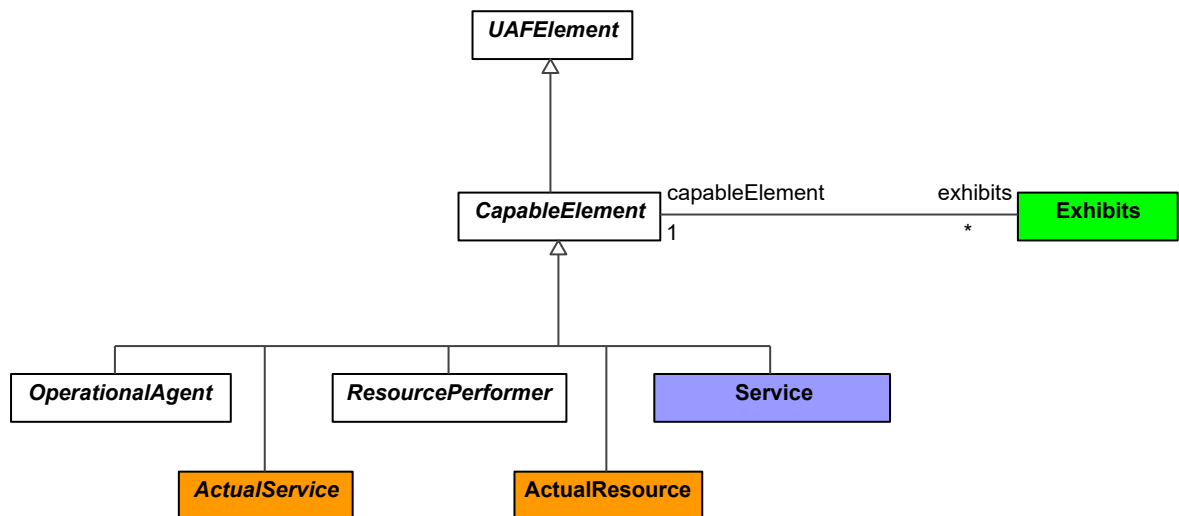 UAFElement
capableElement exhibits
CapableElement
Exhibits
1 *
OperationalAgent
ResourcePerformer
Service
ActualService
ActualResource